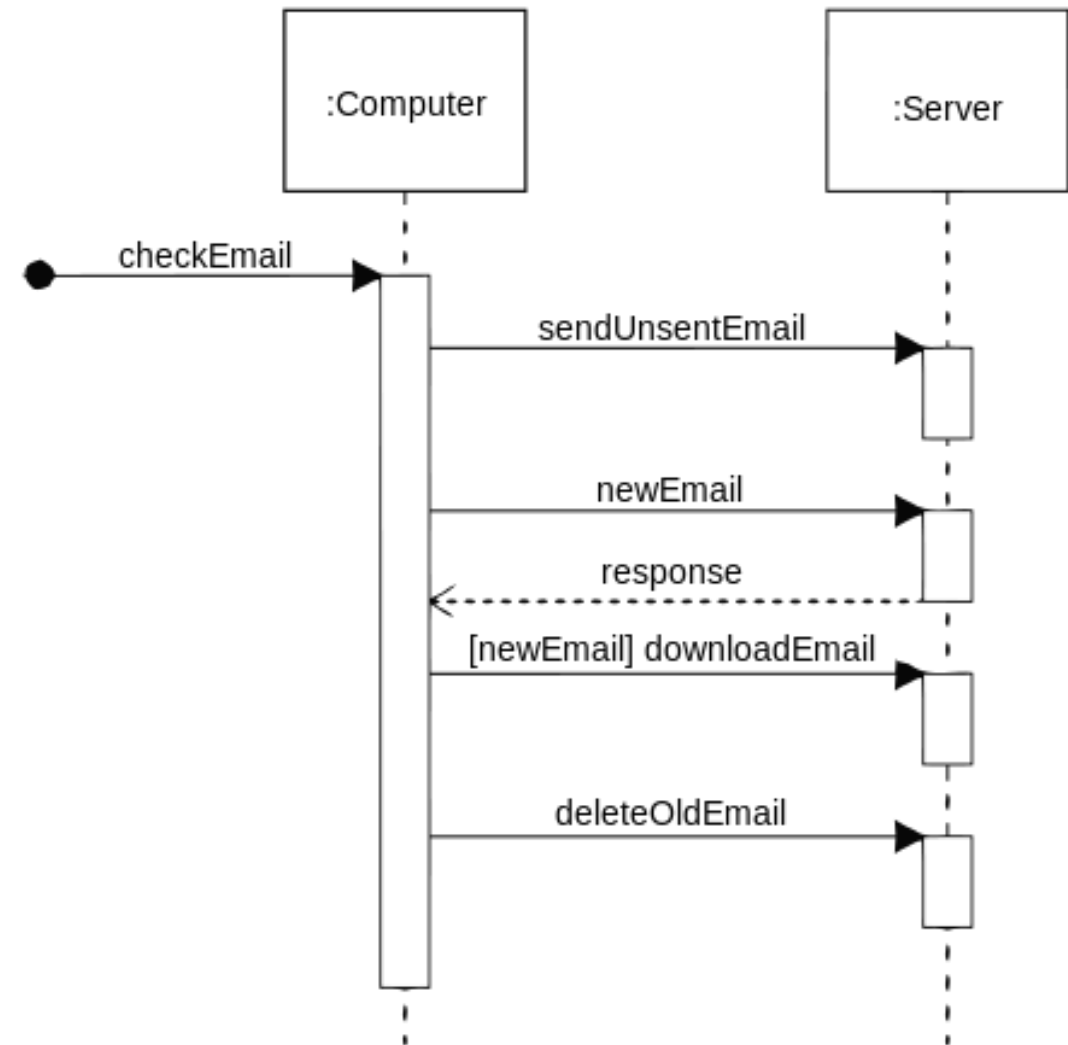 :Computer
:Server
checkEmail
sendUnsentEmail
newEmail
response
[newEmail] downloadEmail
deleteOldEmail